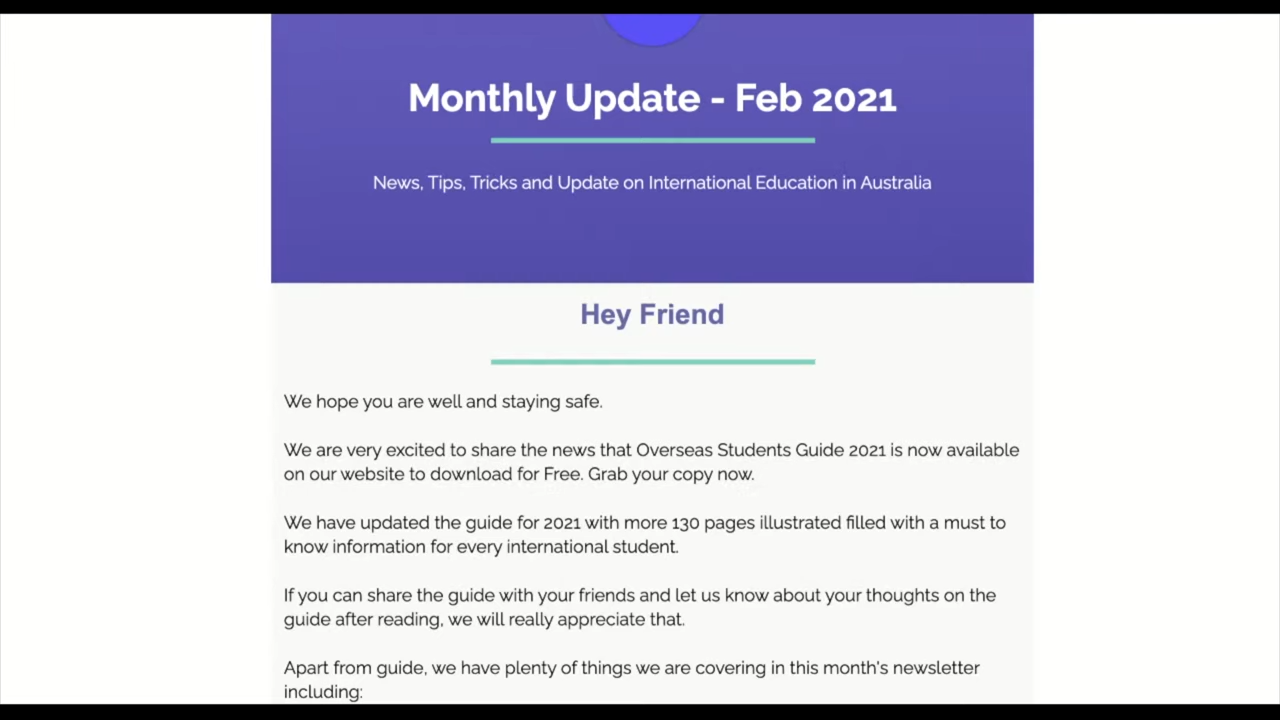 Monthly Update - Feb 2021
News, Tips, Tricks and Update on International Education in Australia
Hey Friend
We hope you are well and staying safe.
We are very excited to share the news that Overseas Students Guide 2021 is now available
on our website to download for Free. Grab your copy now.
We have updated the guide for 2021 with more 130 pages illustrated filled with a must to
know information for every international student.
If you can share the guide with your friends and let us know about your thoughts on the
guide after reading, we will really appreciate that.
Apart from guide, we have plenty of things we are covering in this month's newsletter
including: